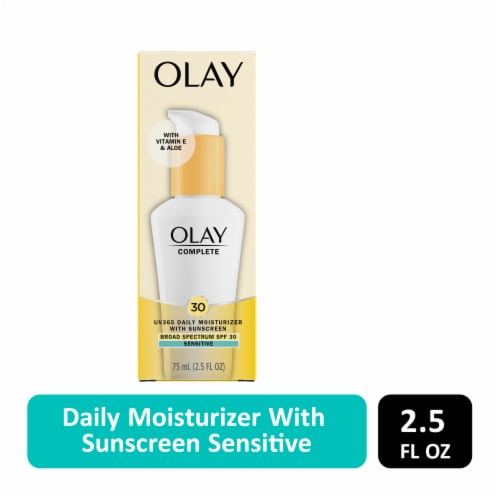 OLAY
WITH
VITAMIN E
& ALOE
OLAY
COMPLETE
30
UV365 DAILY MOISTURIZER
WITH SUNSCREEN
BROAD SPECTRUM SPF 30
SENSITIVE
75 mL (2.5 FL OZ)
Daily Moisturizer With
Sunscreen Sensitive
2.5
FL OZ